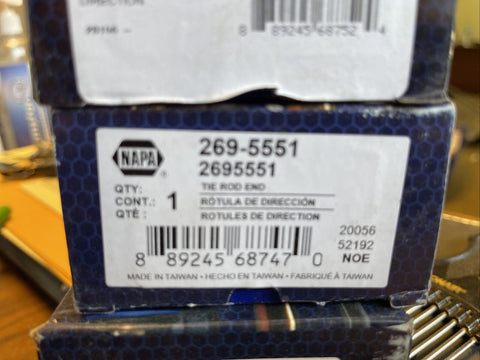 DIRECTION
8 89245 68752 4
NAPA
269-5551
2695551
QTY:
CONT.: 1
QTÉ :
TIE ROD END
RÓTULA DE DIRECCIÓN
ROTULES DE DIRECTION
8 89245 68747 0
20056
52192
NOE
MADE IN TAIWAN • HECHO EN TAIWAN • FABRIQUÉ À TAIWAN